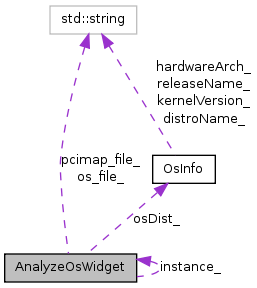 std::string
hardwareArch_
releaseName_
kernelVersion_
distroName_
pcimap_file_
os_file_
OsInfo
osDist_
AnalyzeOsWidget
instance_